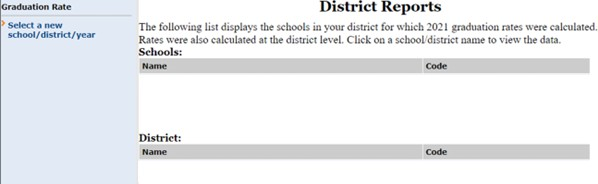 Graduation Rate
Select a new
school/district/year
District Reports
The following list displays the schools in your district for which 2021 graduation rates were calculated.
Rates were also calculated at the district level. Click on a school/district name to view the data.
Schools:
Name Code
District:
Name Code